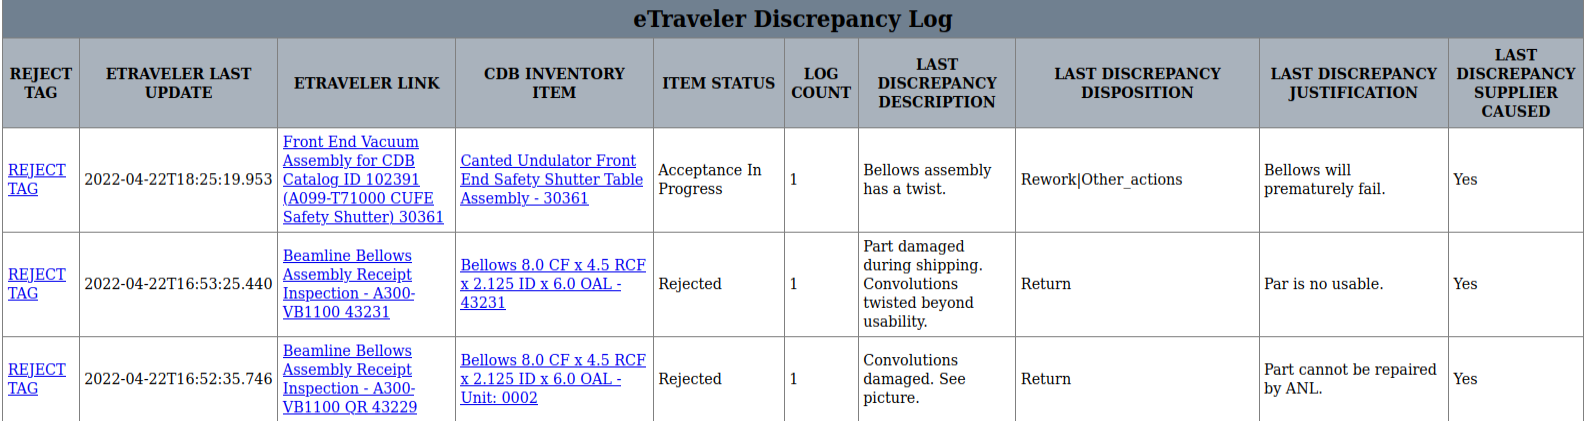 eTraveler Discrepancy Log
REJECT
TAG
ETRAVELER LAST
UPDATE
ETRAVELER LINK
CDB INVENTORY
ITEM
ITEM STATUS
LOG
COUNT
LAST
DISCREPANCY
DESCRIPTION
LAST DISCREPANCY
DISPOSITION
LAST DISCREPANCY
JUSTIFICATION
LAST
DISCREPANCY
SUPPLIER
CAUSED
REJECT
TAG
2022-04-22T18:25:19.953
Front End Vacuum
Assembly for CDB
Catalog ID 102391
(A099-T71000 CUFE
Safety Shutter) 30361
Canted Undulator Front
End Safety Shutter Table
Assembly - 30361
Acceptance In
Progress
1
Bellows assembly
has a twist.
Rework|Other_actions
Bellows will
prematurely fail.
Yes
REJECT
TAG
2022-04-22T16:53:25.440
Beamline Bellows
Assembly Receipt
Inspection - A300-
VB1100 43231
Bellows 8.0 CF x 4.5 RCF
x 2.125 ID x 6.0 OAL -
43231
Rejected
1
Part damaged
during shipping.
Convolutions
twisted beyond
usability.
Return
Par is no usable.
Yes
REJECT
TAG
2022-04-22T16:52:35.746
Beamline Bellows
Assembly Receipt
Inspection - A300-
VB1100 QR 43229
Bellows 8.0 CF x 4.5 RCF
x 2.125 ID x 6.0 OAL -
Unit: 0002
Rejected
1
Convolutions
damaged. See
picture.
Return
Part cannot be repaired
by ANL.
Yes